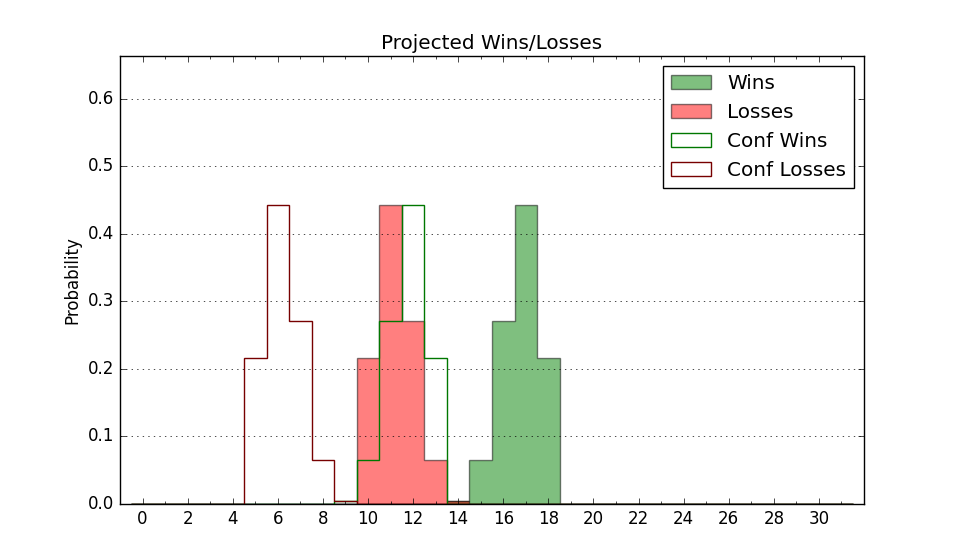 Projected Wins/Losses
Wins
Losses
Conf Wins
Conf Losses
Probability
0.6
0.5
0.4
0.3
0.2
0.1
0.0
0 2 4 6 8 10 12 14 16 18 20 22 24 26 28 30